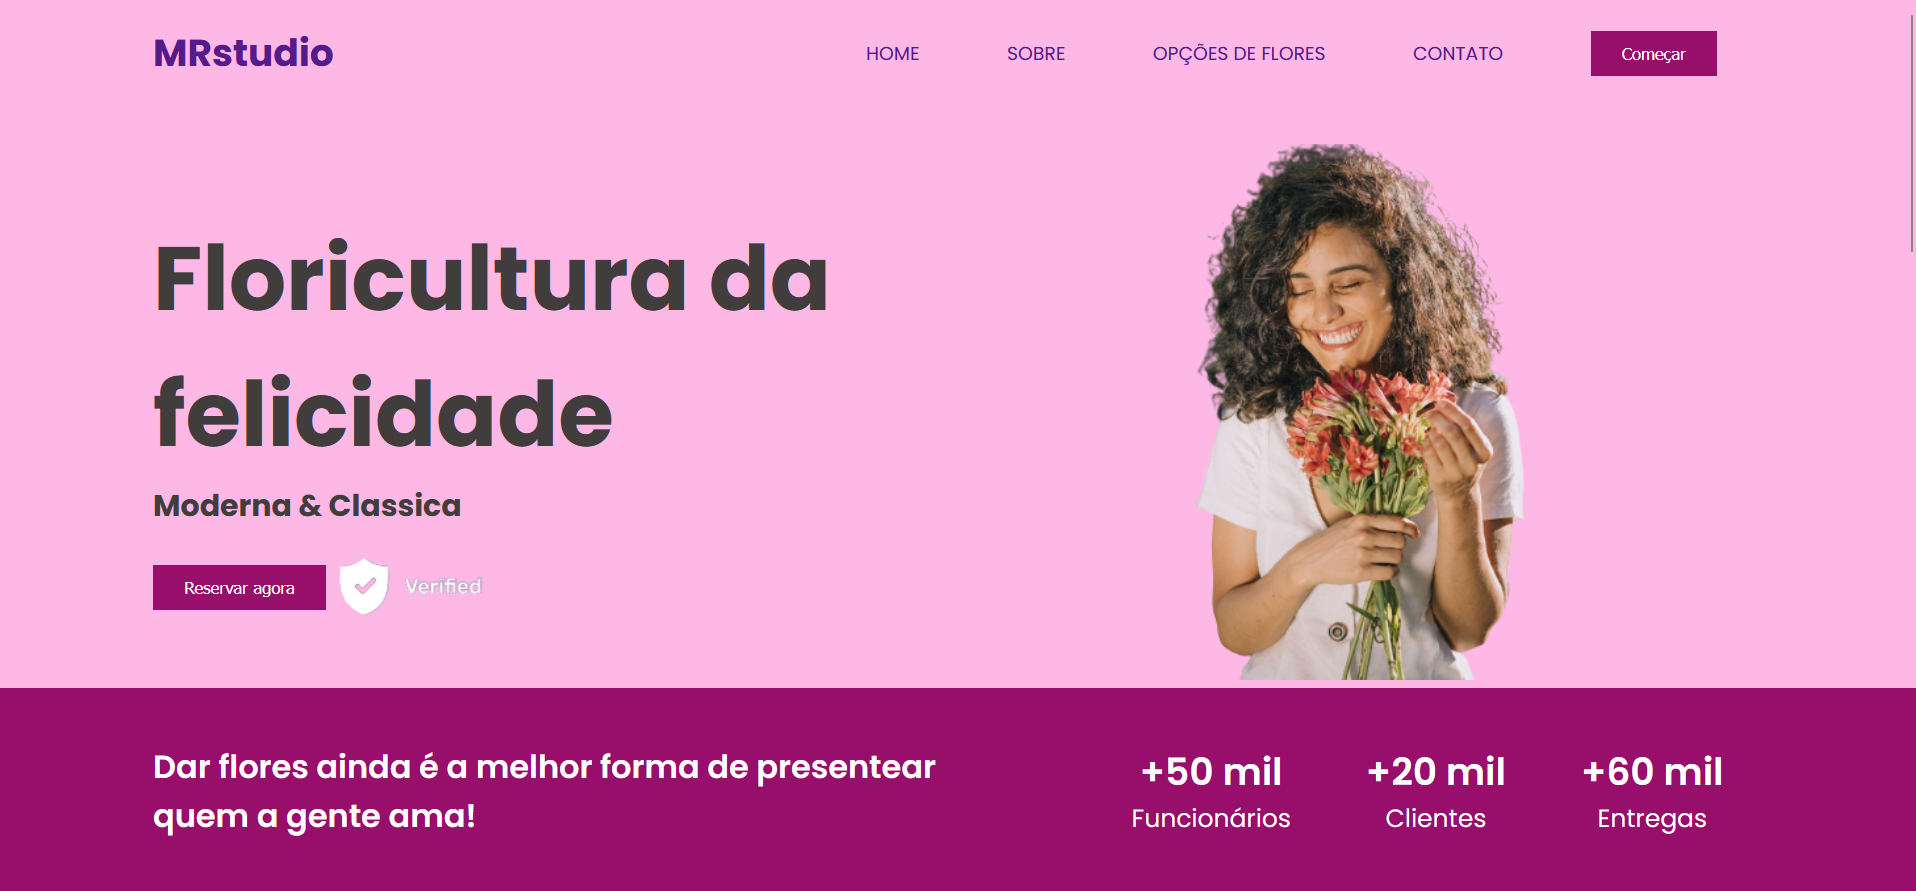 MRstudio
HOME
SOBRE
OPÇÕES DE FLORES
CONTATO
Começar
Floricultura da
felicidade
Moderna & Classica
Reservar agora
Verified
Dar flores ainda é a melhor forma de presentear
quem a gente ama!
+50 mil
Funcionários
+20 mil
Clientes
+60 mil
Entregas